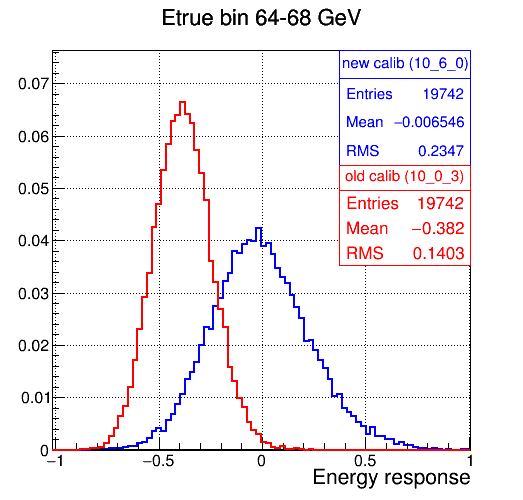 Etrue bin 64-68 GeV
new calib (10_6_0)
Entries 19742
Mean −0.006546
RMS 0.2347
old calib (10_0_3)
Entries 19742
Mean −0.382
RMS 0.1403
0.07
0.06
0.05
0.04
0.03
0.02
0.01
0
−1 −0.5 0 0.5 1
Energy response